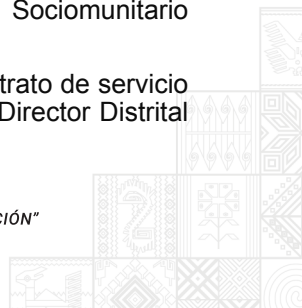 Sociomunitario
trato de servicio
Director Distrital
CIÓN"